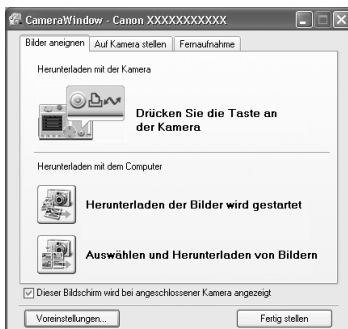 CameraWindow - Canon XXXXXXXXXXX
Bilder aneignen
Auf Kamera stellen
Fernaufnahme
Herunterladen mit der Kamera
Drücken Sie die Taste an
der Kamera
Herunterladen mit dem Computer
Herunterladen der Bilder wird gestartet
Auswählen und Herunterladen von Bildern
Dieser Bildschirm wird bei angeschlossener Kamera angezeigt
Voreinstellungen...
Fertig stellen